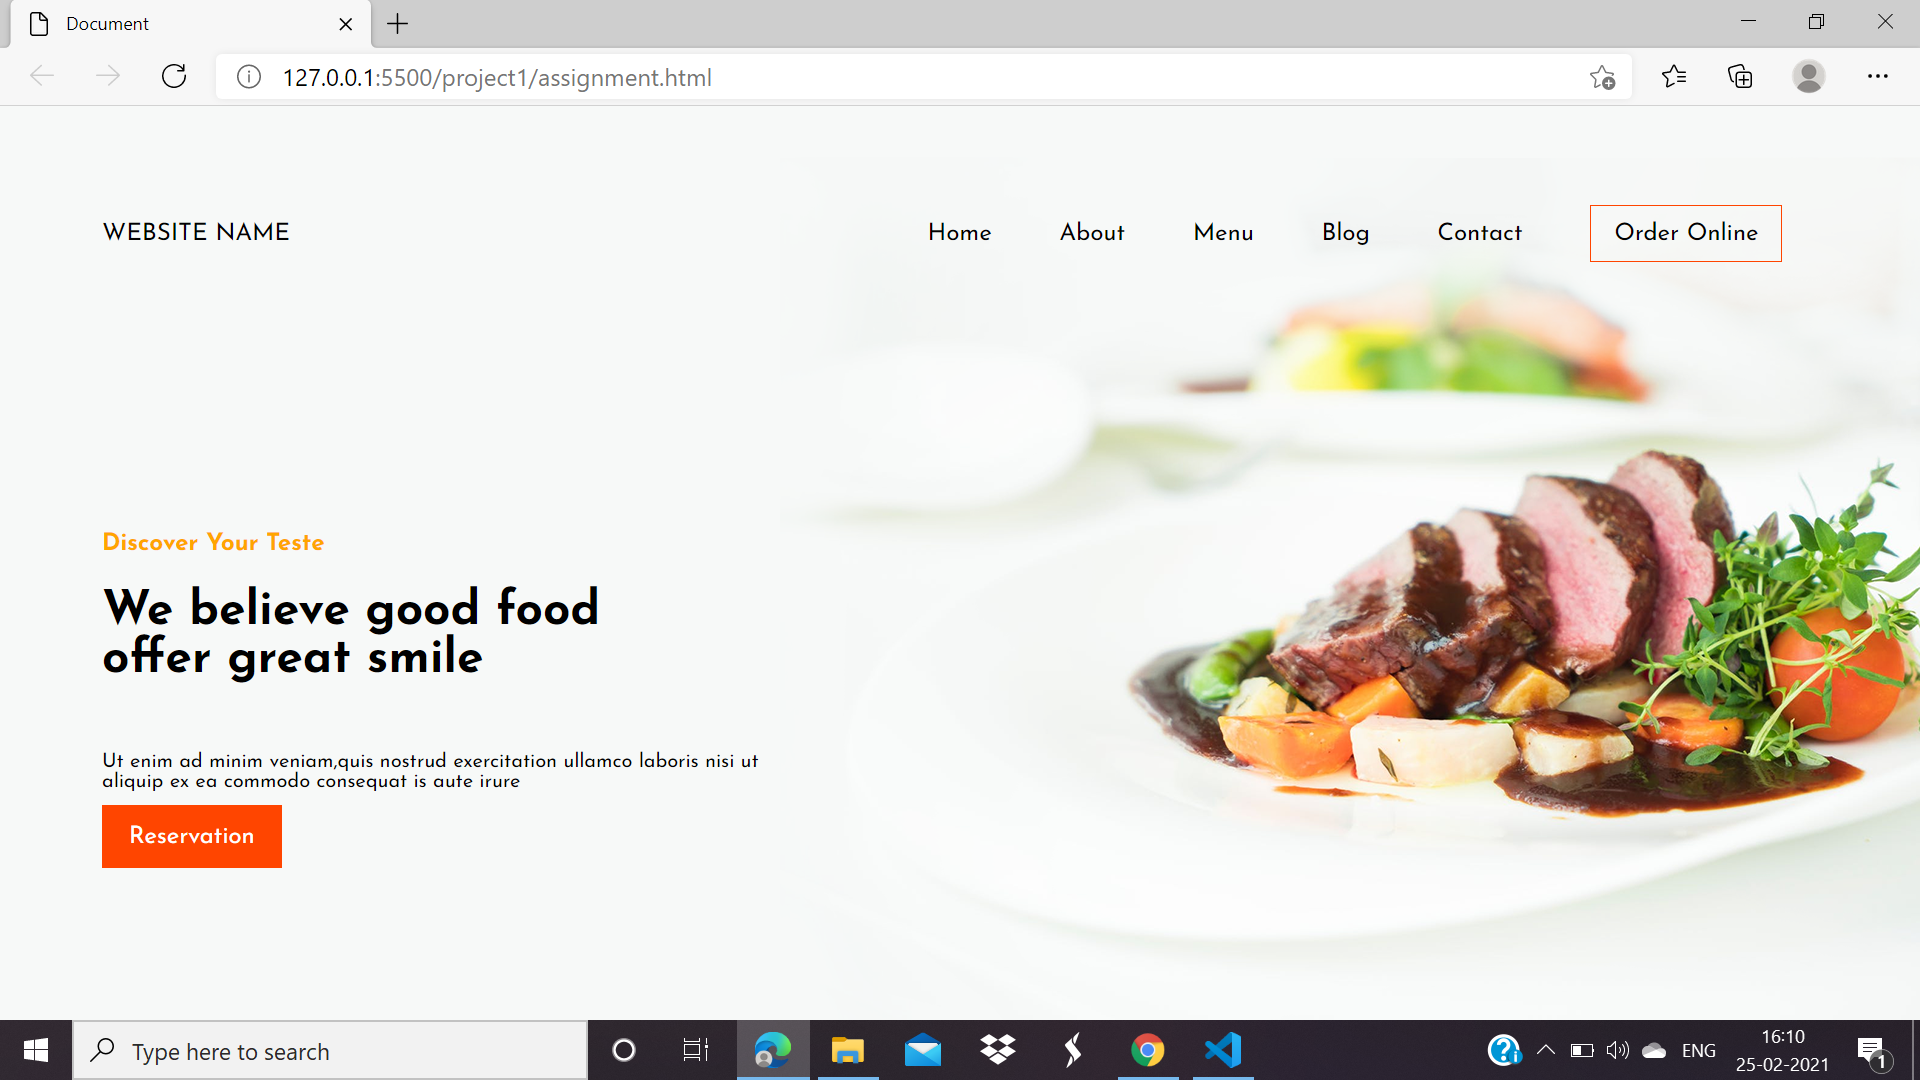 Document
127.0.0.1:5500/project1/assignment.html
WEBSITE NAME
Home
About
Menu
Blog
Contact
Order Online
Discover Your Teste
We believe good food
offer great smile
Ut enim ad minim veniam,quis nostrud exercitation ullamco laboris nisi ut
aliquip ex ea commodo consequat is aute irure
Reservation
Type here to search
ENG
16:10
25-02-2021
1